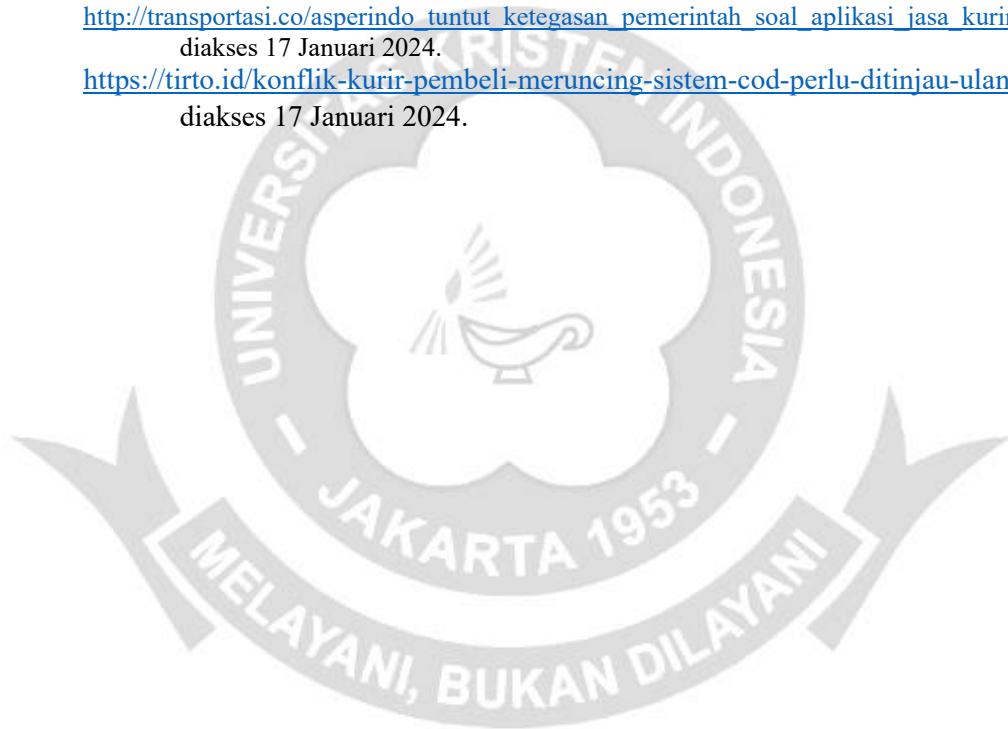 http://transportasi.co/asperindo_tuntut_ketegasan_pemerintah_soal_aplikasi_jasa_kurir
diakses 17 Januari 2024.
https://tirto.id/konflik-kurir-pembeli-meruncing-sistem-cod-perlu-ditinjau-ulan
diakses 17 Januari 2024.
UNIVERSITAS KRISTEN INDONESIA
JAKARTA 1953
MELAYANI, BUKAN DILAYANI